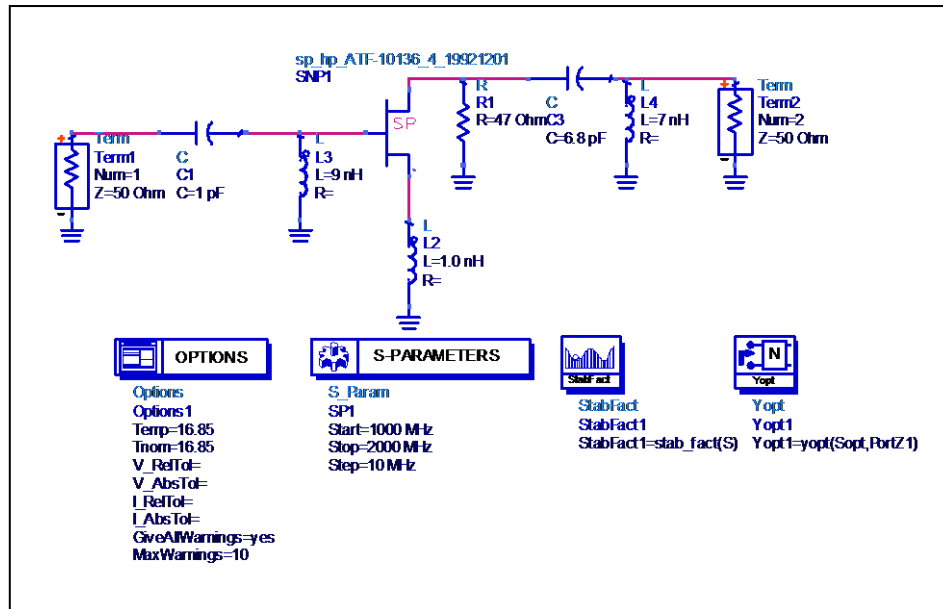 sp_hp_ATF-10136_4_19921201
SNP1
SP
+
Term
Term1
Num=1
Z=50 Ohm
-
C
C1
C=1 pF
L
L3
L=9 nH
R=
L
L2
L=1.0 nH
R=
R
R1
R=47 Ohm
C
C3
C=6.8 pF
L
L4
L=7 nH
R=
+
Term
Term2
Num=2
Z=50 Ohm
-
OPTIONS
Options
Options1
Temp=16.85
Tnom=16.85
V_RelTol=
V_AbsTol=
I_RelTol=
I_AbsTol=
GiveAllWarnings=yes
MaxWarnings=10
S-PARAMETERS
S_Param
SP1
Start=1000 MHz
Stop=2000 MHz
Step=10 MHz
StabFact
StabFact
StabFact1
StabFact1=stab_fact(S)
N
Yopt
Yopt
Yopt1
Yopt1=yopt(Sopt,PortZ1)